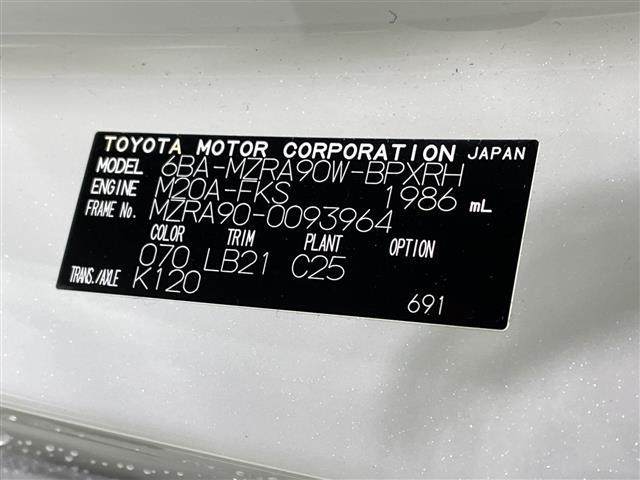 TOYOTA MOTOR CORPORATION JAPAN
MODEL 6BA-MZRA90W-BPXRH
ENGINE M20A-FKS 1986 mL
FRAME No. MZRA90-0093964
COLOR TRIM PLANT OPTION
070 LB21 C25
TRANS./AXLE K120
691